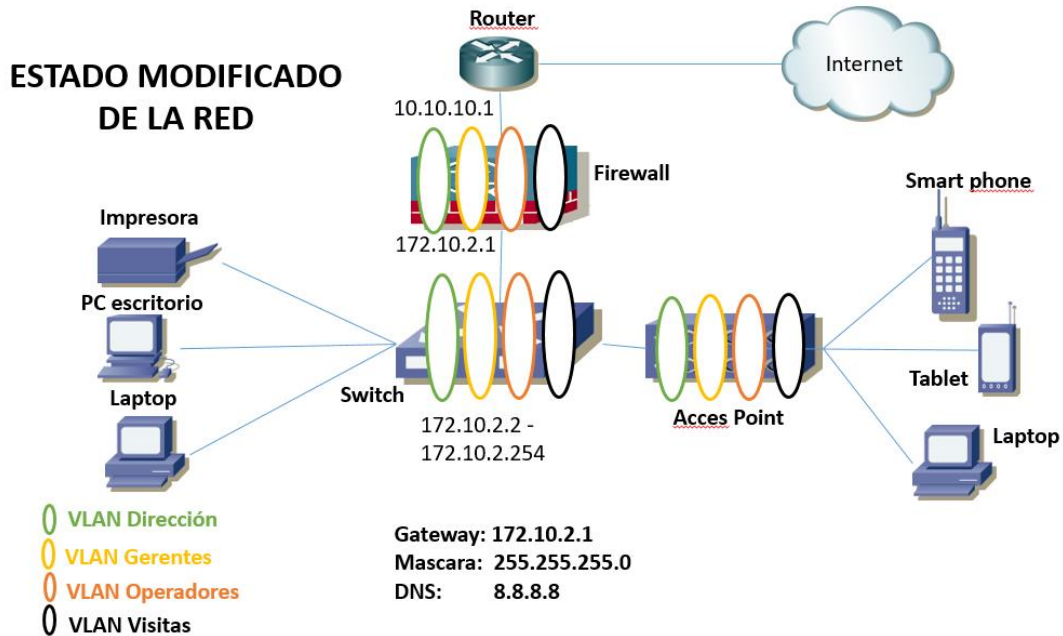 ESTADO MODIFICADO
DE LA RED
Router
Internet
10.10.10.1
Firewall
172.10.2.1
Smart phone
Impresora
PC escritorio
Laptop
Switch
172.10.2.2 -
172.10.2.254
Acces Point
Tablet
Laptop
VLAN Dirección
VLAN Gerentes
VLAN Operadores
VLAN Visitas
Gateway: 172.10.2.1
Mascara: 255.255.255.0
DNS: 8.8.8.8